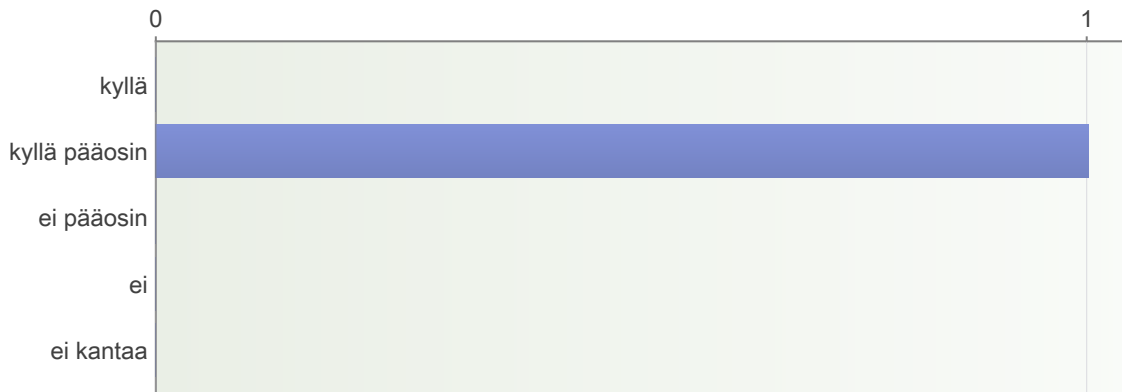 0 1
kyllä
kyllä pääosin
ei pääosin
ei
ei kantaa